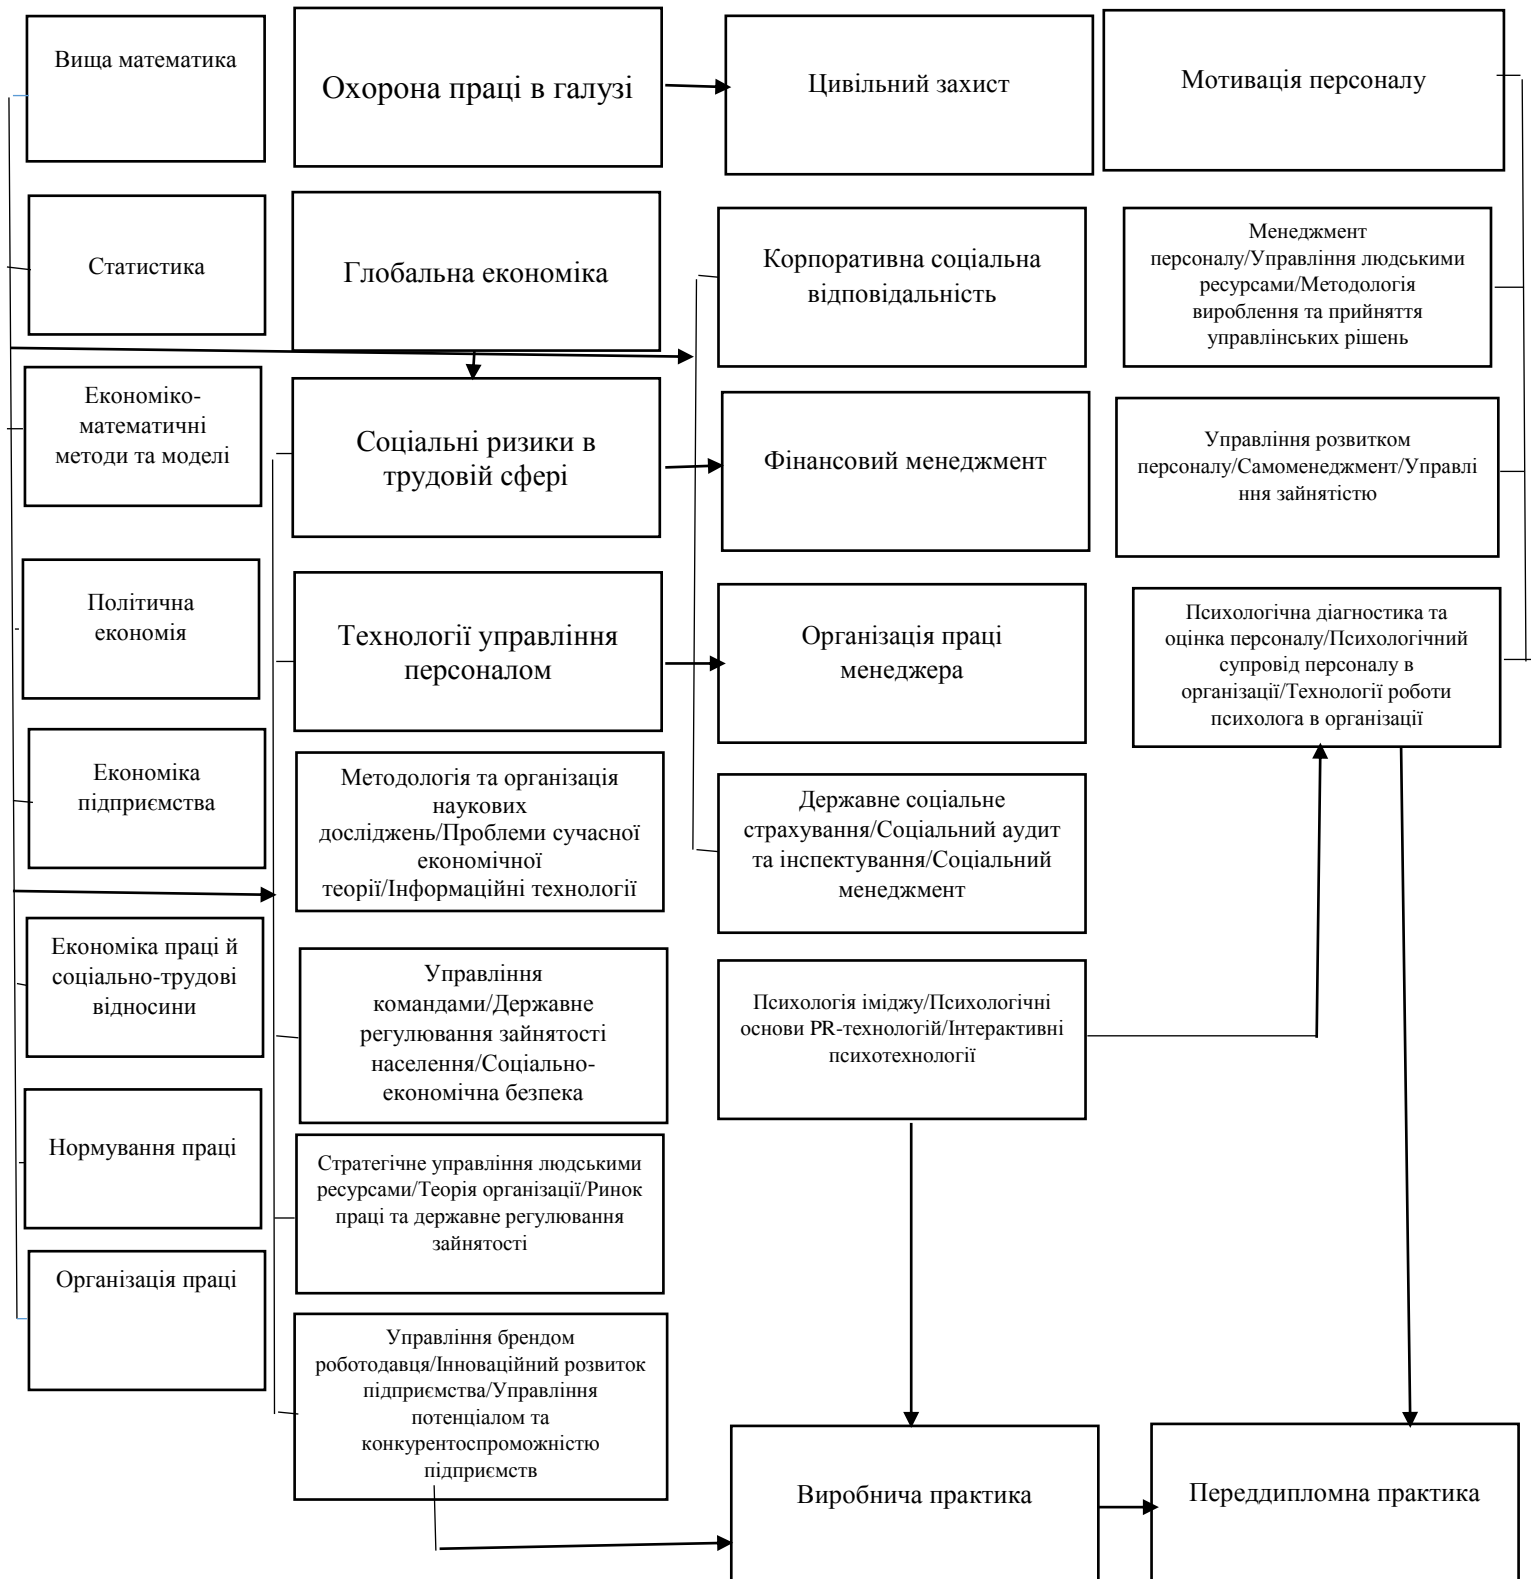 Вища математика
Статистика
Економіко-
математичні
методи та моделі
Політична
економія
Економіка
підприємства
Економіка праці й
соціально-трудові
відносини
Нормування праці
Організація праці
Охорона праці в галузі
Глобальна економіка
Соціальні ризики в
трудовій сфері
Технології управління
персоналом
Методологія та організація
наукових
досліджень/Проблеми сучасної
економічної
теорії/Інформаційні технології
Управління
командами/Державне
регулювання зайнятості
населення/Соціально-
економічна безпека
Стратегічне управління людськими
ресурсами/Теорія організації/Ринок
праці та державне регулювання
зайнятості
Управління брендом
роботодавця/Інноваційний розвиток
підприємства/Управління
потенціалом та
конкурентоспроможністю
підприємств
Цивільний захист
Корпоративна соціальна
відповідальність
Фінансовий менеджмент
Організація праці
менеджера
Державне соціальне
страхування/Соціальний аудит
та інспектування/Соціальний
менеджмент
Психологія іміджу/Психологічні
основи PR-технологій/Інтерактивні
психотехнології
Виробнича практика
Мотивація персоналу
Менеджмент
персоналу/Управління людськими
ресурсами/Методологія
вироблення та прийняття
управлінських рішень
Управління розвитком
персоналу/Самоменеджмент/Управлі
ння зайнятістю
Психологічна діагностика та
оцінка персоналу/Психологічний
супровід персоналу в
організації/Технології роботи
психолога в організації
Переддипломна практика